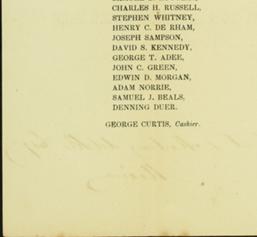 CHARLES H. RUSSELL,
STEPHEN WHITNEY,
HENRY C. DE RHAM,
JOSEPH SAMPSON,
DAVID S. KENNEDY,
GEORGE T. ADEE,
JOHN C. GREEN,
EDWIN D. MORGAN,
ADAM NORRIE,
SAMUEL J. BEALS,
DENNING DUER.
GEORGE CURTIS, Cashier.